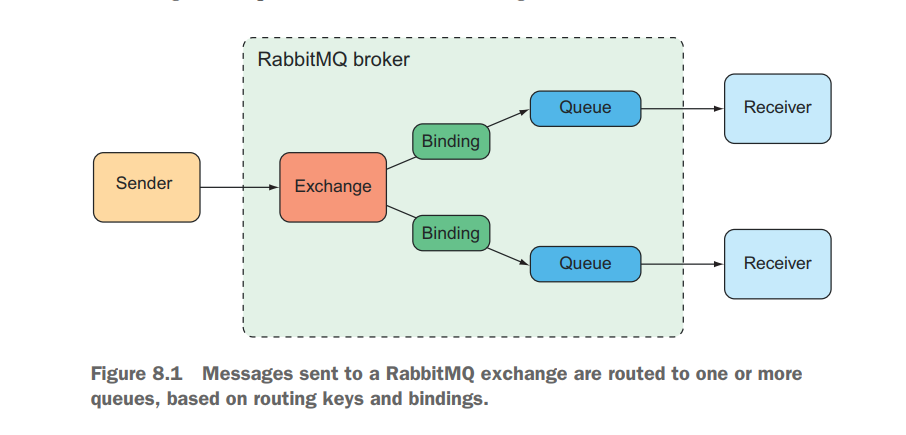 RabbitMQ broker
Sender
Exchange
Binding
Binding
Queue
Queue
Receiver
Receiver
Figure 8.1 Messages sent to a RabbitMQ exchange are routed to one or more
queues, based on routing keys and bindings.